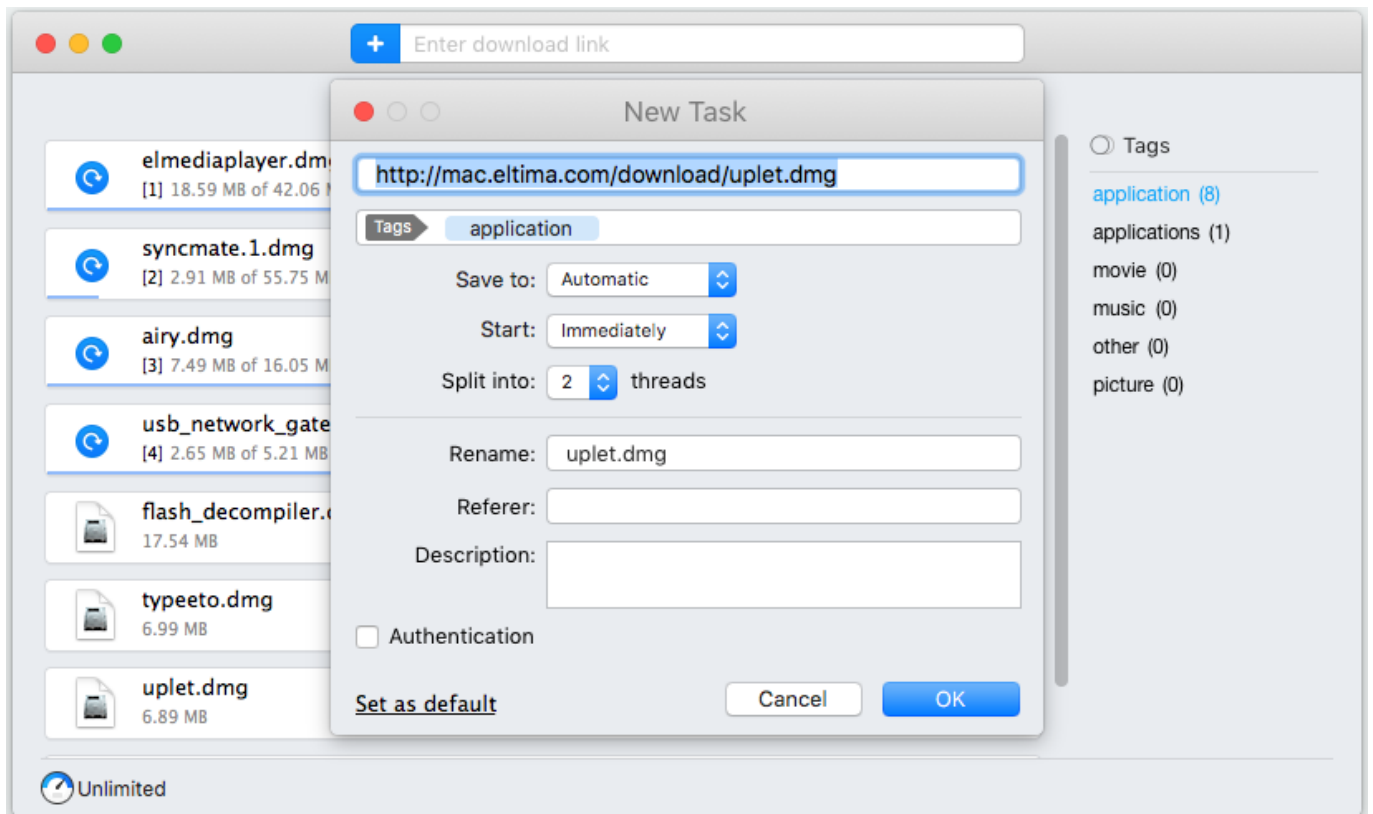 Enter download link
New Task
http://mac.eltima.com/download/uplet.dmg
Tags application
Save to: Automatic
Start: Immediately
Split into: 2 threads
Rename: uplet.dmg
Referer:
Description:
Authentication
Set as default
Cancel
OK
elmediaplayer.dmg
[1] 18.59 MB of 42.06
syncmate.1.dmg
[2] 2.91 MB of 55.75 M
airy.dmg
[3] 7.49 MB of 16.05 M
usb_network_gate
[4] 2.65 MB of 5.21 MB
flash_decompiler.
17.54 MB
typeeto.dmg
6.99 MB
uplet.dmg
6.89 MB
Tags
application (8)
applications (1)
movie (0)
music (0)
other (0)
picture (0)
Unlimited